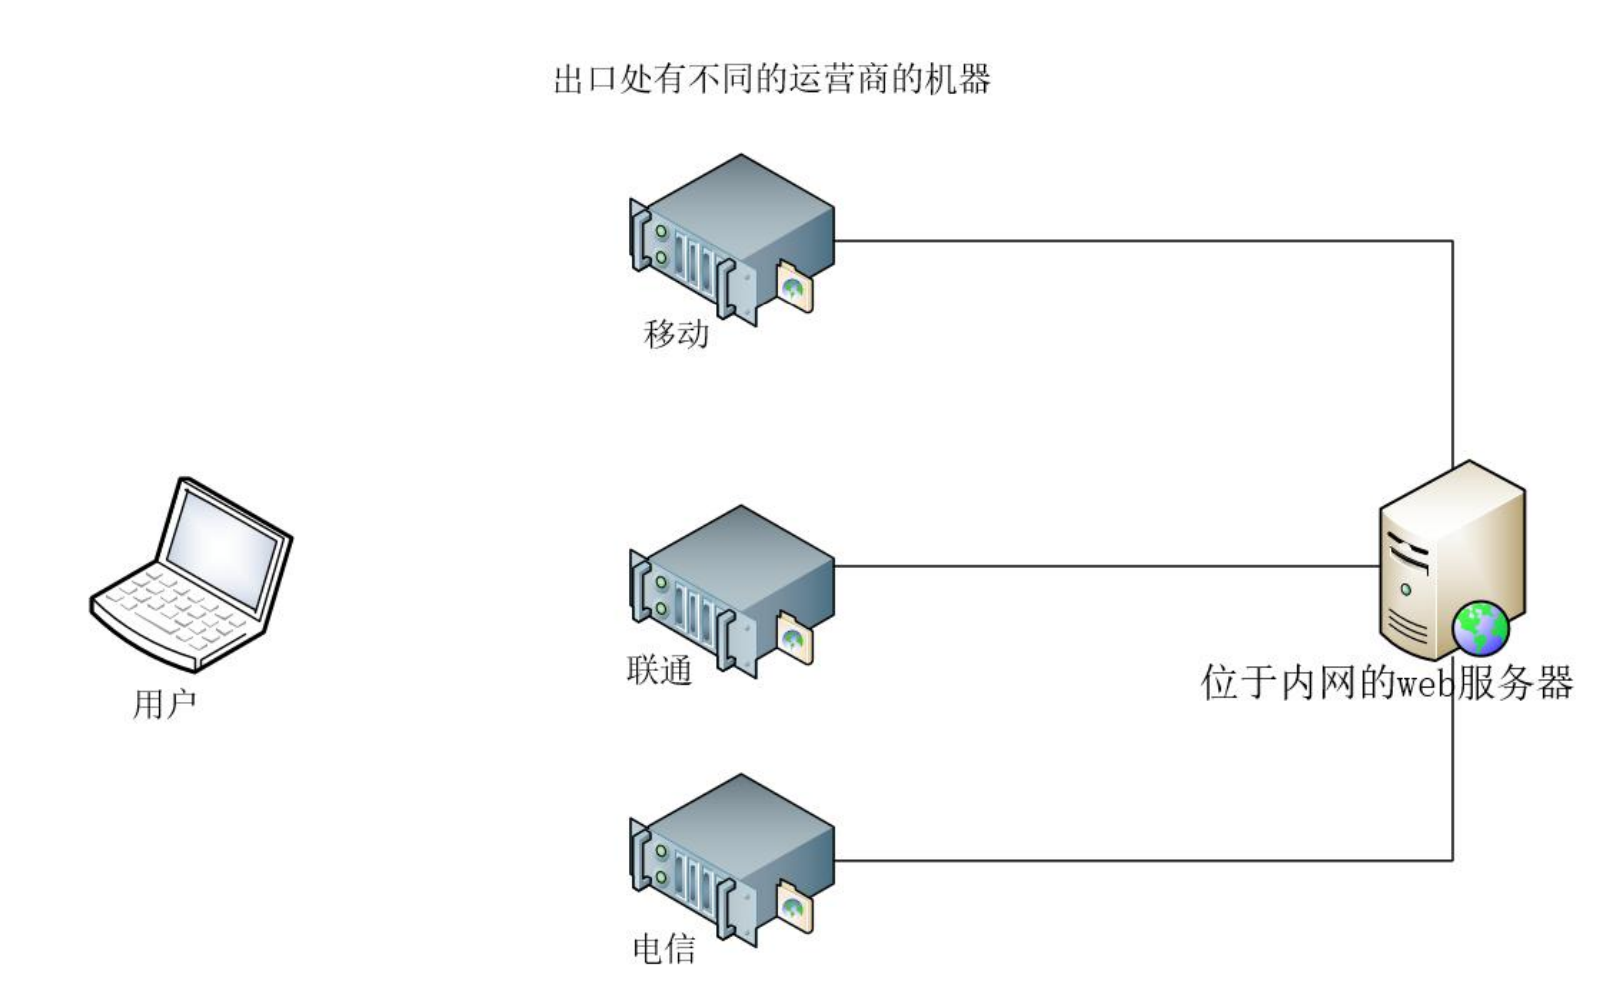 出口处有不同的运营商的机器
移动
联通
用户
位于内网的web服务器
电信